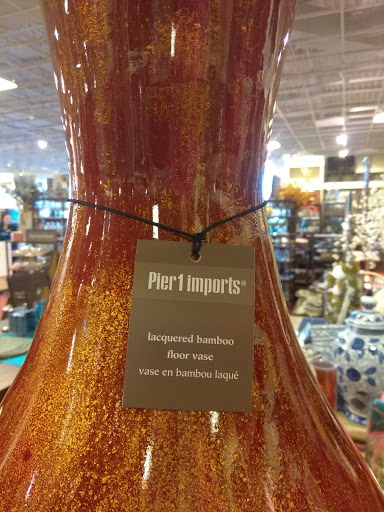 Pier1 imports®
lacquered bamboo
floor vase
vase en bambou laqué